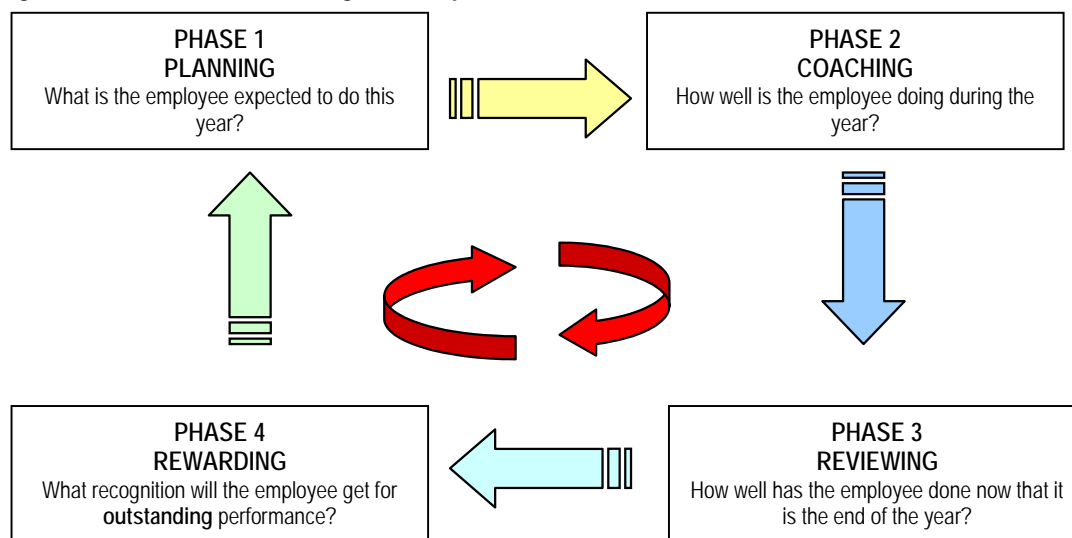 PHASE 1
PLANNING
What is the employee expected to do this
year?
PHASE 2
COACHING
How well is the employee doing during the
year?
PHASE 4
REWARDING
What recognition will the employee get for
outstanding performance?
PHASE 3
REVIEWING
How well has the employee done now that it
is the end of the year?